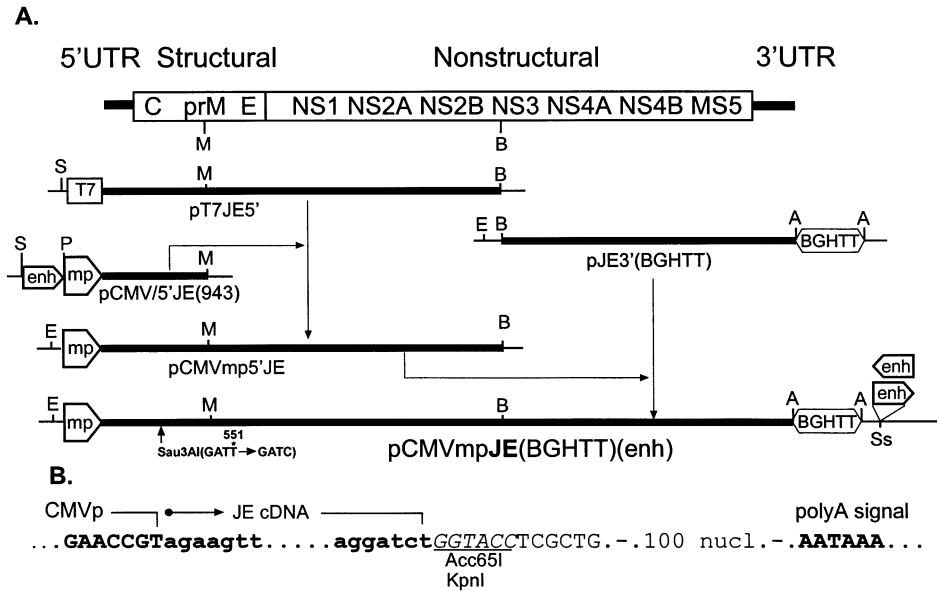 A.
5'UTR Structural Nonstructural 3'UTR
C prM E NS1 NS2A NS2B NS3 NS4A NS4B MS5
M B
S M B
T7
pT7JE5'
E B A A
BGHTT
pJE3'(BGHTT)
S P M
enh mp
pCMV/5'JE(943)
E M B
mp
pCMVmp5'JE
enh
enh
E M B A A
mp BGHTT
Ss
551
*
Sau3AI(GATT→GATC)
pCMVmpJE(BGHTT)(enh)
B.
CMVp JE cDNA polyA signal
...GAACCGTagaagtt.....aggatctGGTACCTCGCTG.-.100 nucl.-.AATAAA...
Acc65I
KpnI